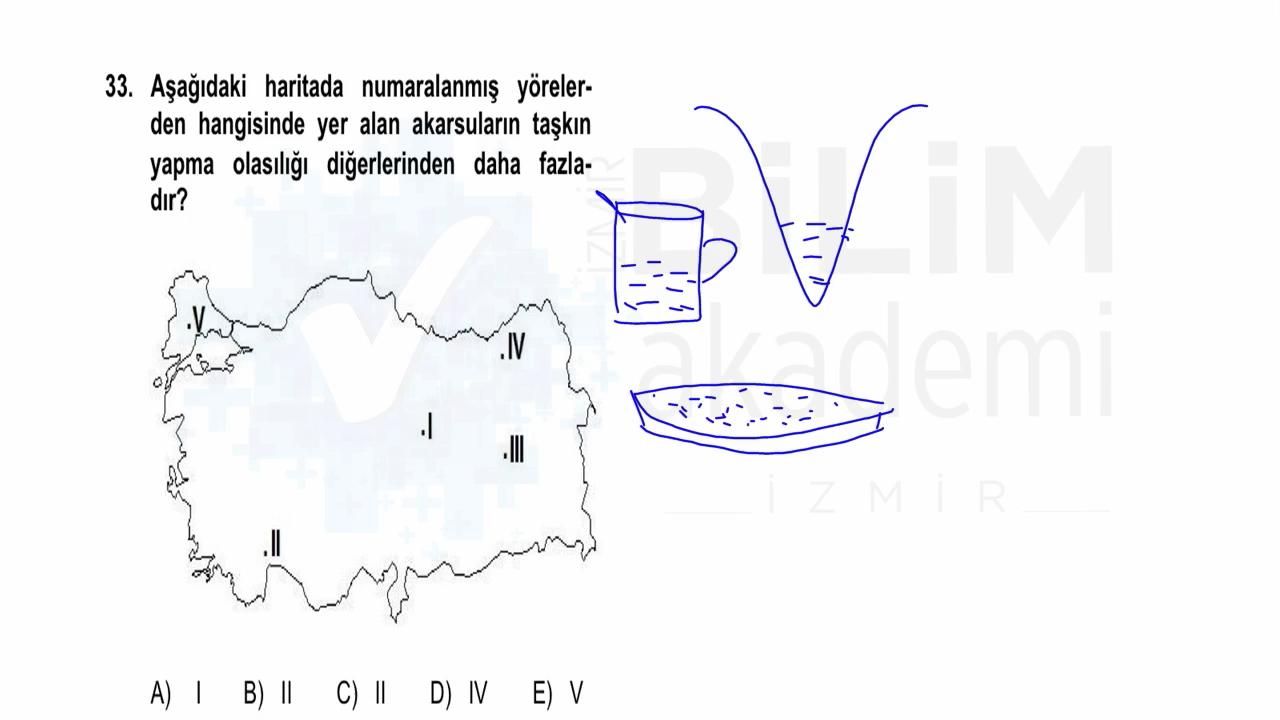 33. Aşağıdaki haritada numaralanmış yöreler-
den hangisinde yer alan akarsuların taşkın
yapma olasılığı diğerlerinden daha fazla-
dır?
.V
.IV
.I
.III
.II
A) I B) II C) II D) IV E) V
İZMİR
BİLİM
akademi
İZMİR